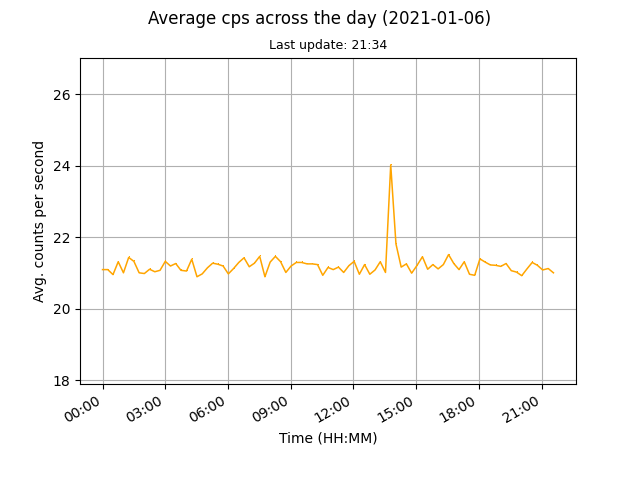 Average cps across the day (2021-01-06)
Last update: 21:34
Avg. counts per second
26
24
22
20
18
00:00 03:00 06:00 09:00 12:00 15:00 18:00 21:00
Time (HH:MM)